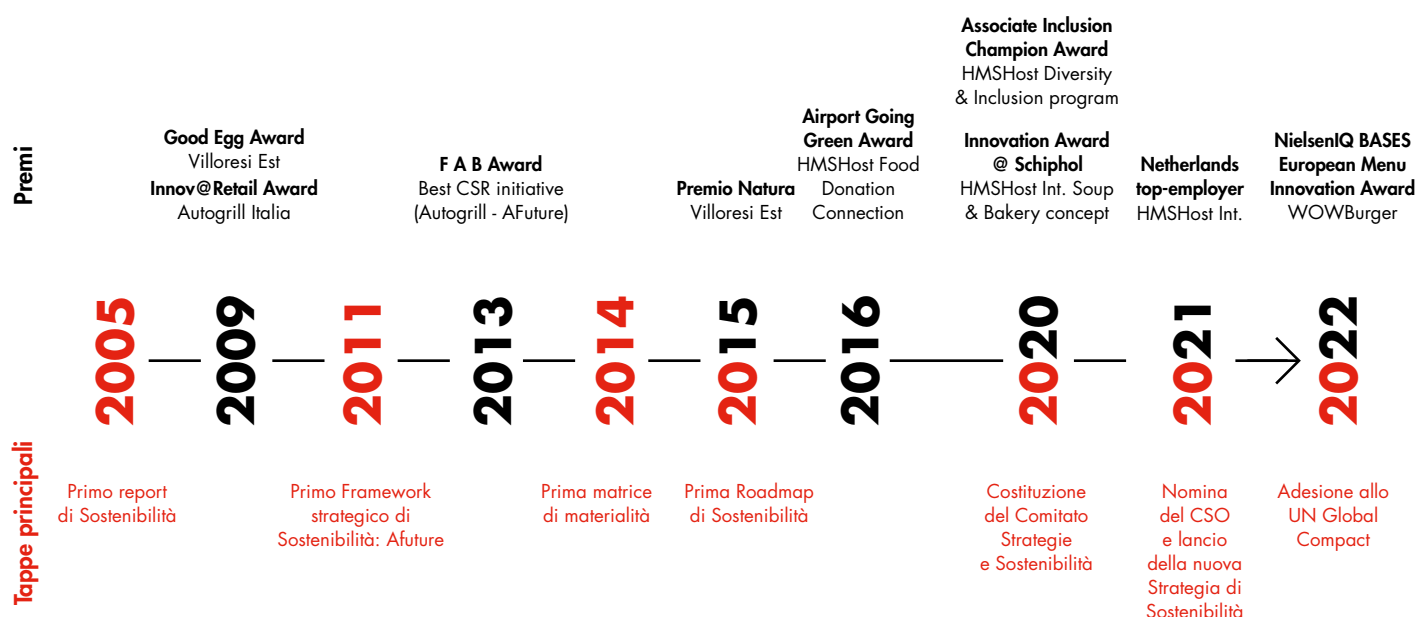 Premi
Good Egg Award
Villoresi Est
Innov@Retail Award
Autogrill Italia
F A B Award
Best CSR initiative
(Autogrill - AFuture)
Premio Natura
Villoresi Est
Airport Going
Green Award
HMSHost Food
Donation
Connection
Associate Inclusion
Champion Award
HMSHost Diversity
& Inclusion program
Innovation Award
@ Schiphol
HMSHost Int. Soup
& Bakery concept
Netherlands
top-employer
HMSHost Int.
NielsenIQ BASES
European Menu
Innovation Award
WOWBurger
2005
2009
2011
2013
2014
2015
2016
2020
2021
2022
Tappe principali
Primo report
di Sostenibilità
Primo Framework
strategico di
Sostenibilità: Afuture
Prima matrice
di materialità
Prima Roadmap
di Sostenibilità
Costituzione
del Comitato
Strategie
e Sostenibilità
Nomina
del CSO
e lancio
della nuova
Strategia di
Sostenibilità
Adesione allo
UN Global
Compact